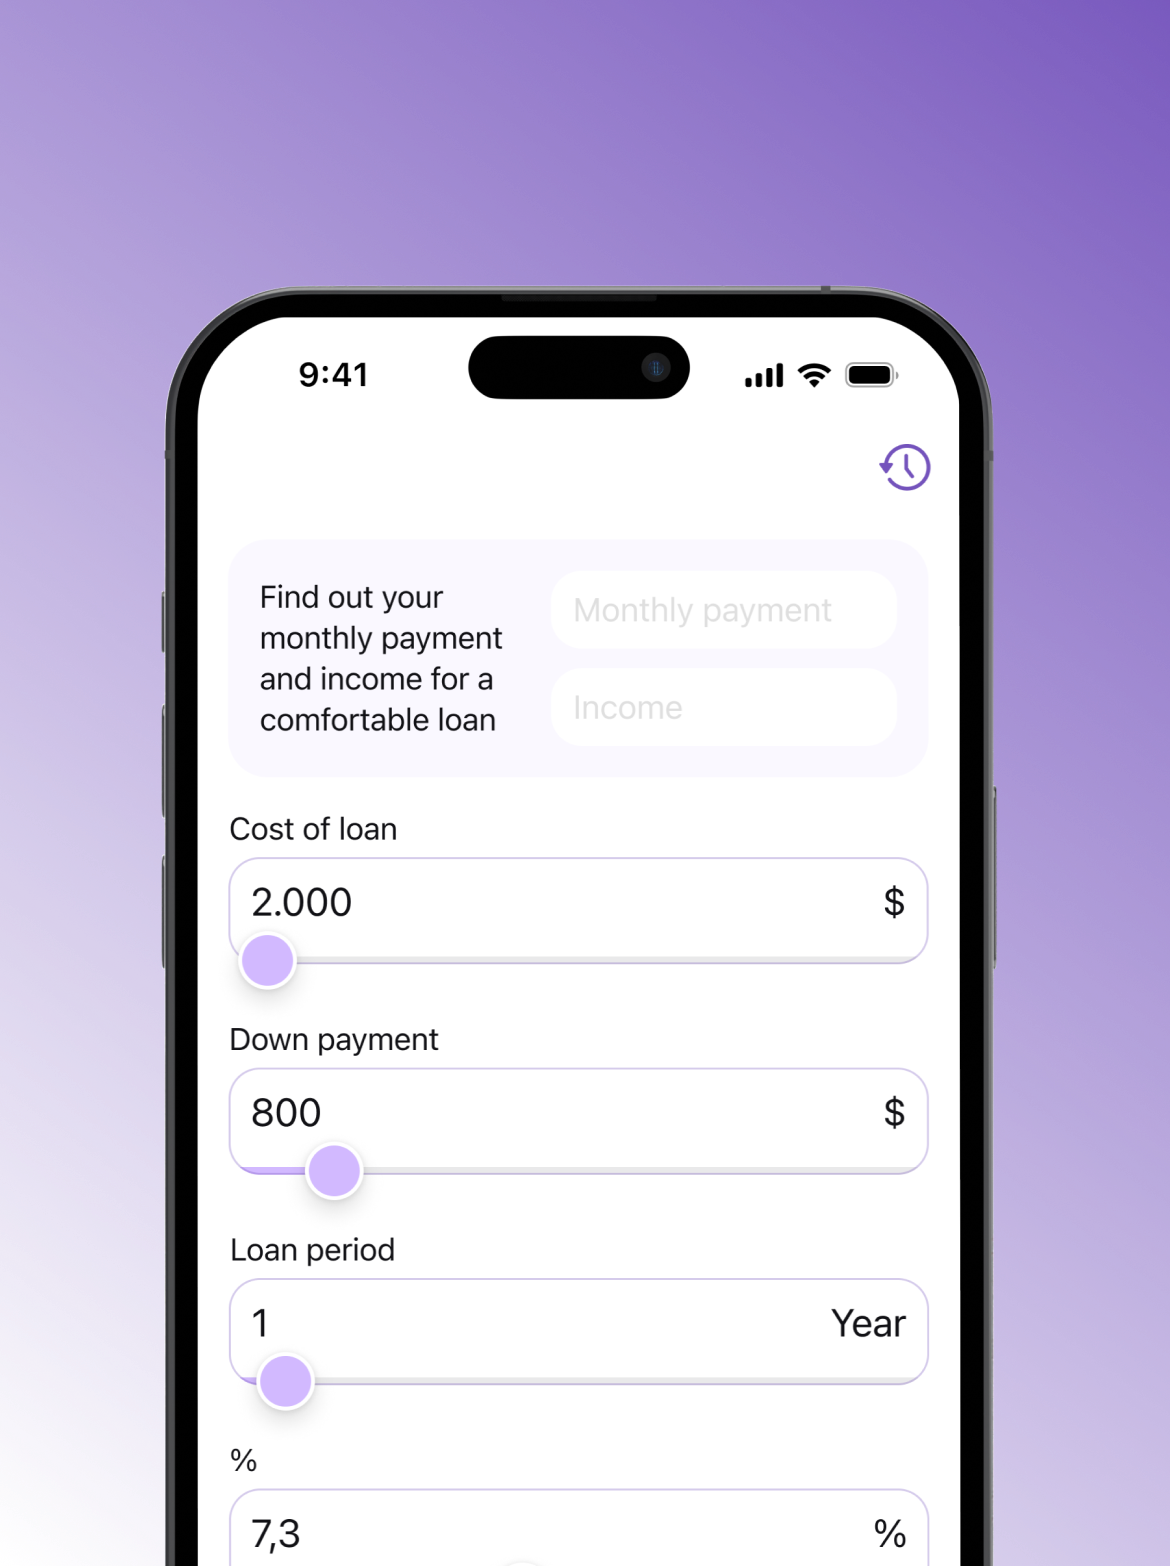 9:41
Find out your
monthly payment
and income for a
comfortable loan
Monthly payment
Income
Cost of loan
2.000 $
Down payment
800 $
Loan period
1 Year
%
7,3 %